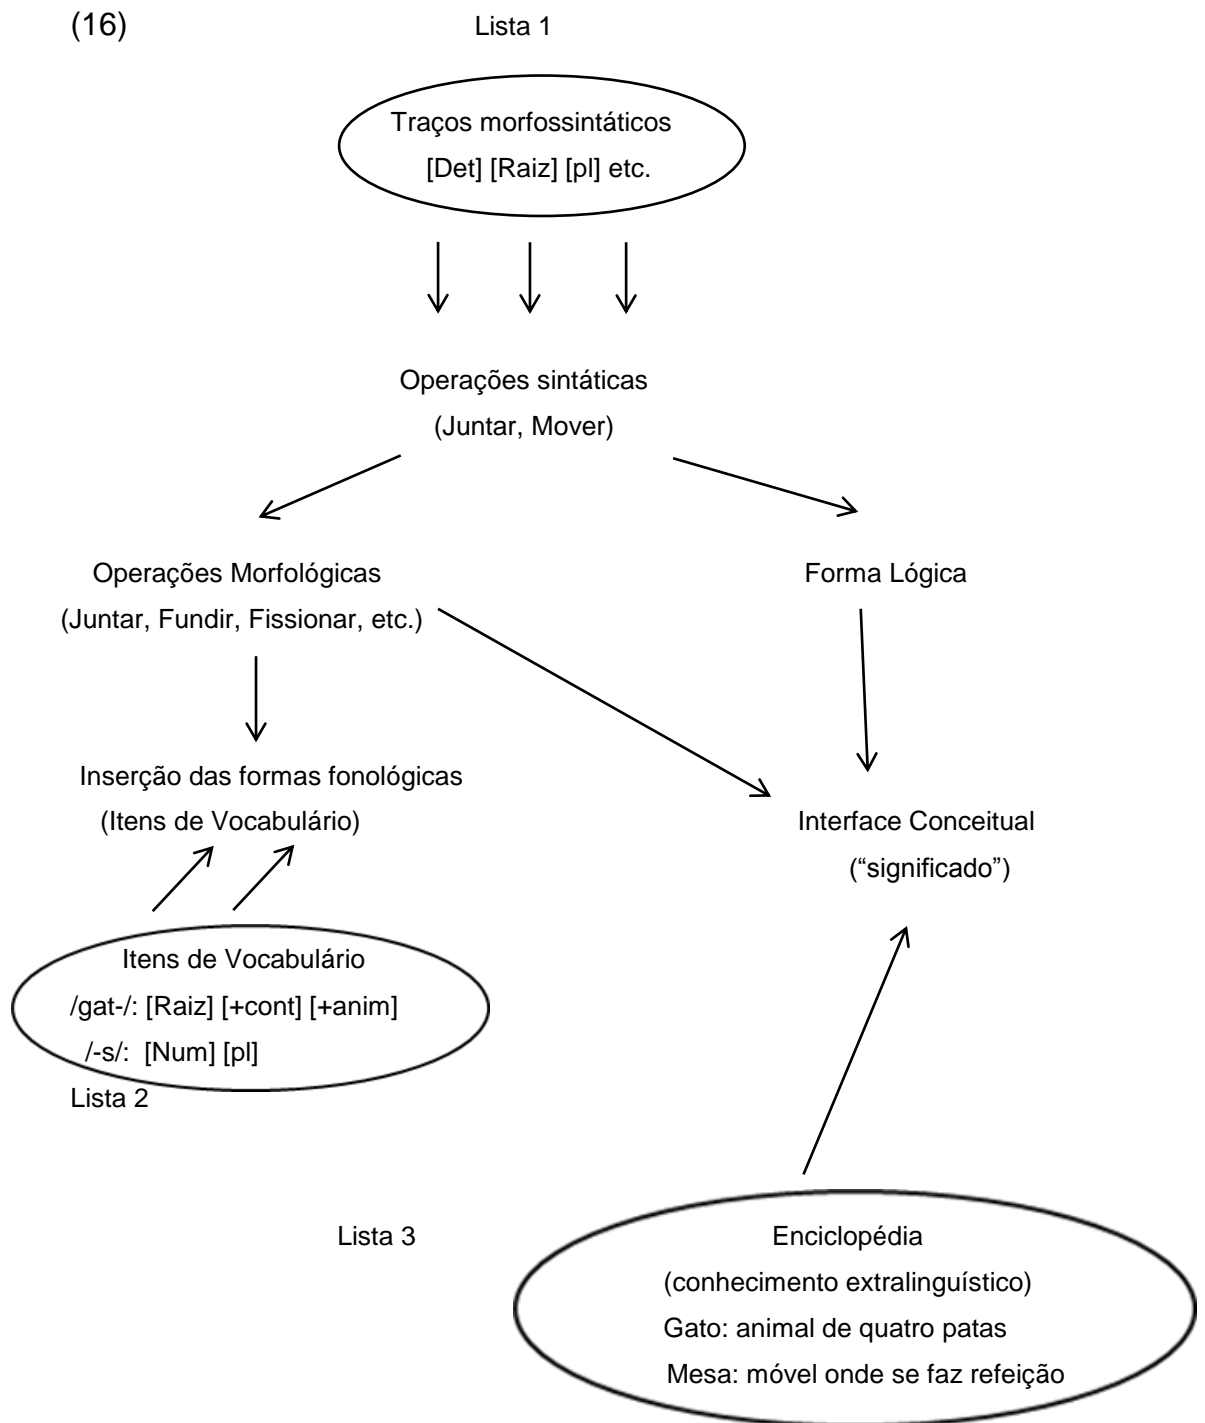 (16)
Lista 1
Traços morfossintáticos
[Det] [Raiz] [pl] etc.
Operações sintáticas
(Juntar, Mover)
Operações Morfológicas
(Juntar, Fundir, Fissionar, etc.)
Forma Lógica
Inserção das formas fonológicas
(Itens de Vocabulário)
Interface Conceitual
(“significado”)
Itens de Vocabulário
/gat-/: [Raiz] [+cont] [+anim]
/-s/: [Num] [pl]
Lista 2
Lista 3
Enciclopédia
(conhecimento extralinguístico)
Gato: animal de quatro patas
Mesa: móvel onde se faz refeição